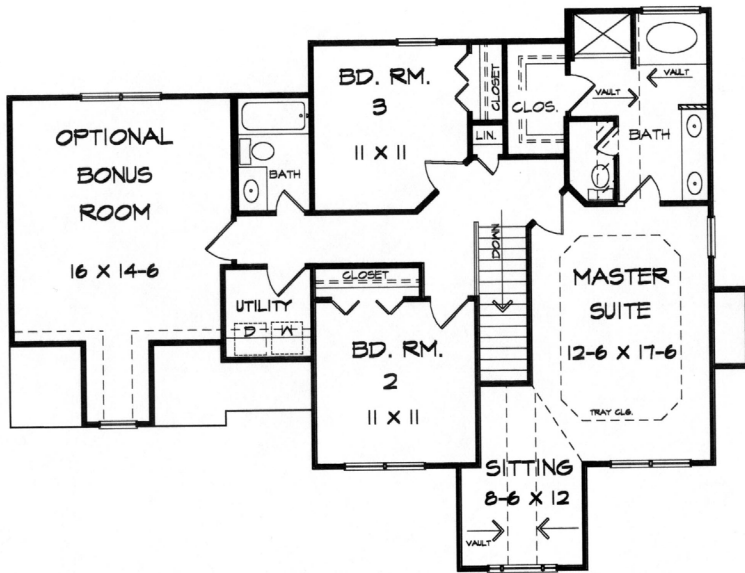 OPTIONAL
BONUS
ROOM
16 X 14-6
BATH
BD. RM.
3
11 X 11
CLOSET
LIN.
CLOS.
VAULT
VAULT
BATH
DOWN
UTILITY
D W
CLOSET
BD. RM.
2
11 X 11
MASTER
SUITE
12-6 X 17-6
TRAY CLG.
SITTING
8-6 X 12
VAULT